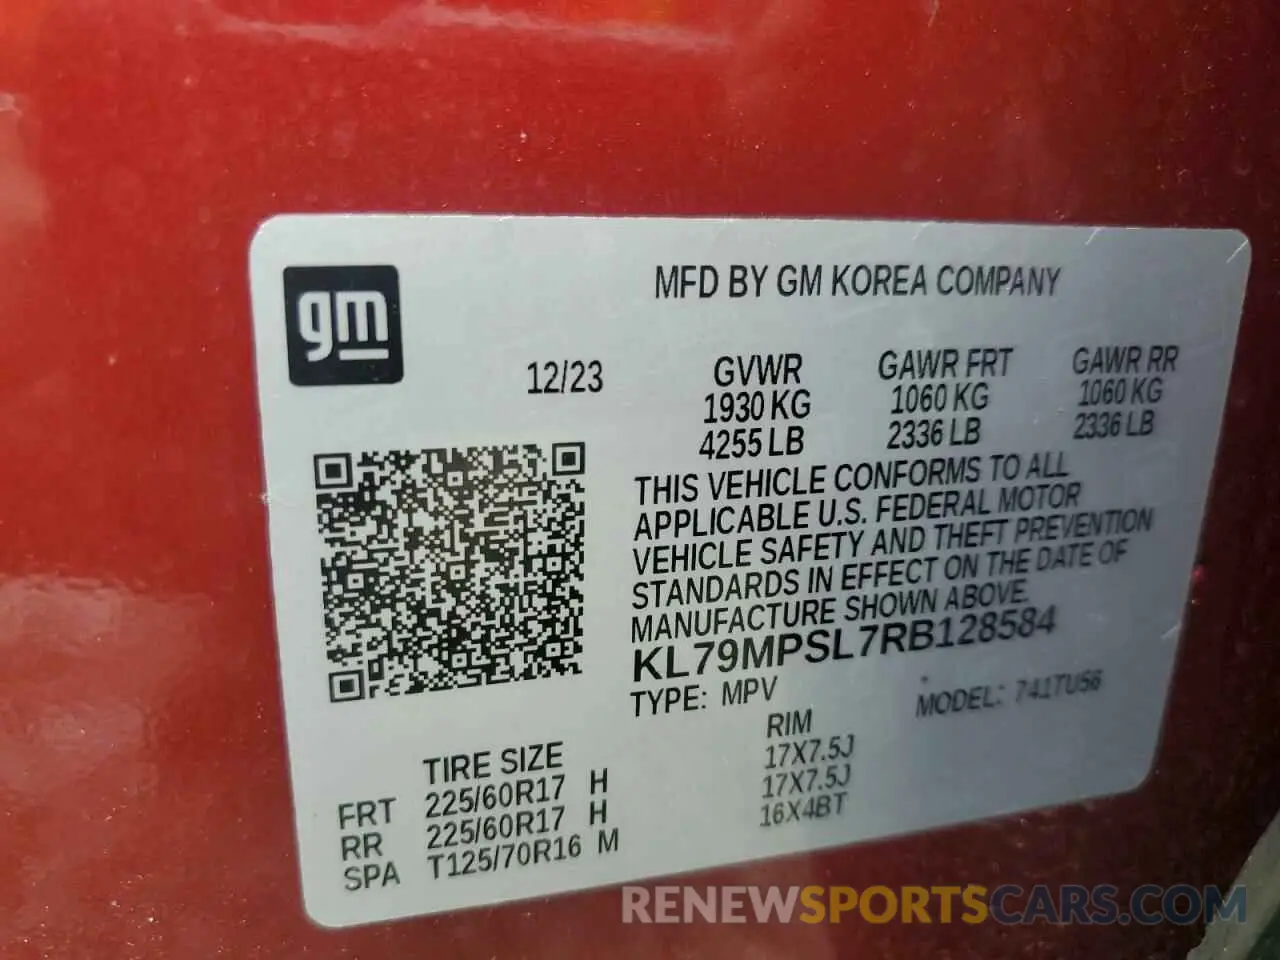 gm
MFD BY GM KOREA COMPANY
12/23
GVWR GAWR FRT GAWR RR
1930 KG 1060 KG 1060 KG
4255 LB 2336 LB 2336 LB
THIS VEHICLE CONFORMS TO ALL
APPLICABLE U.S. FEDERAL MOTOR
VEHICLE SAFETY AND THEFT PREVENTION
STANDARDS IN EFFECT ON THE DATE OF
MANUFACTURE SHOWN ABOVE.
KL79MPSL7RB128584
TYPE: MPV MODEL: 741TU56
TIRE SIZE RIM
FRT 225/60R17 H 17X7.5J
RR 225/60R17 H 17X7.5J
SPA T125/70R16 M 16X4BT
RENEWSPORTSCARS.COM